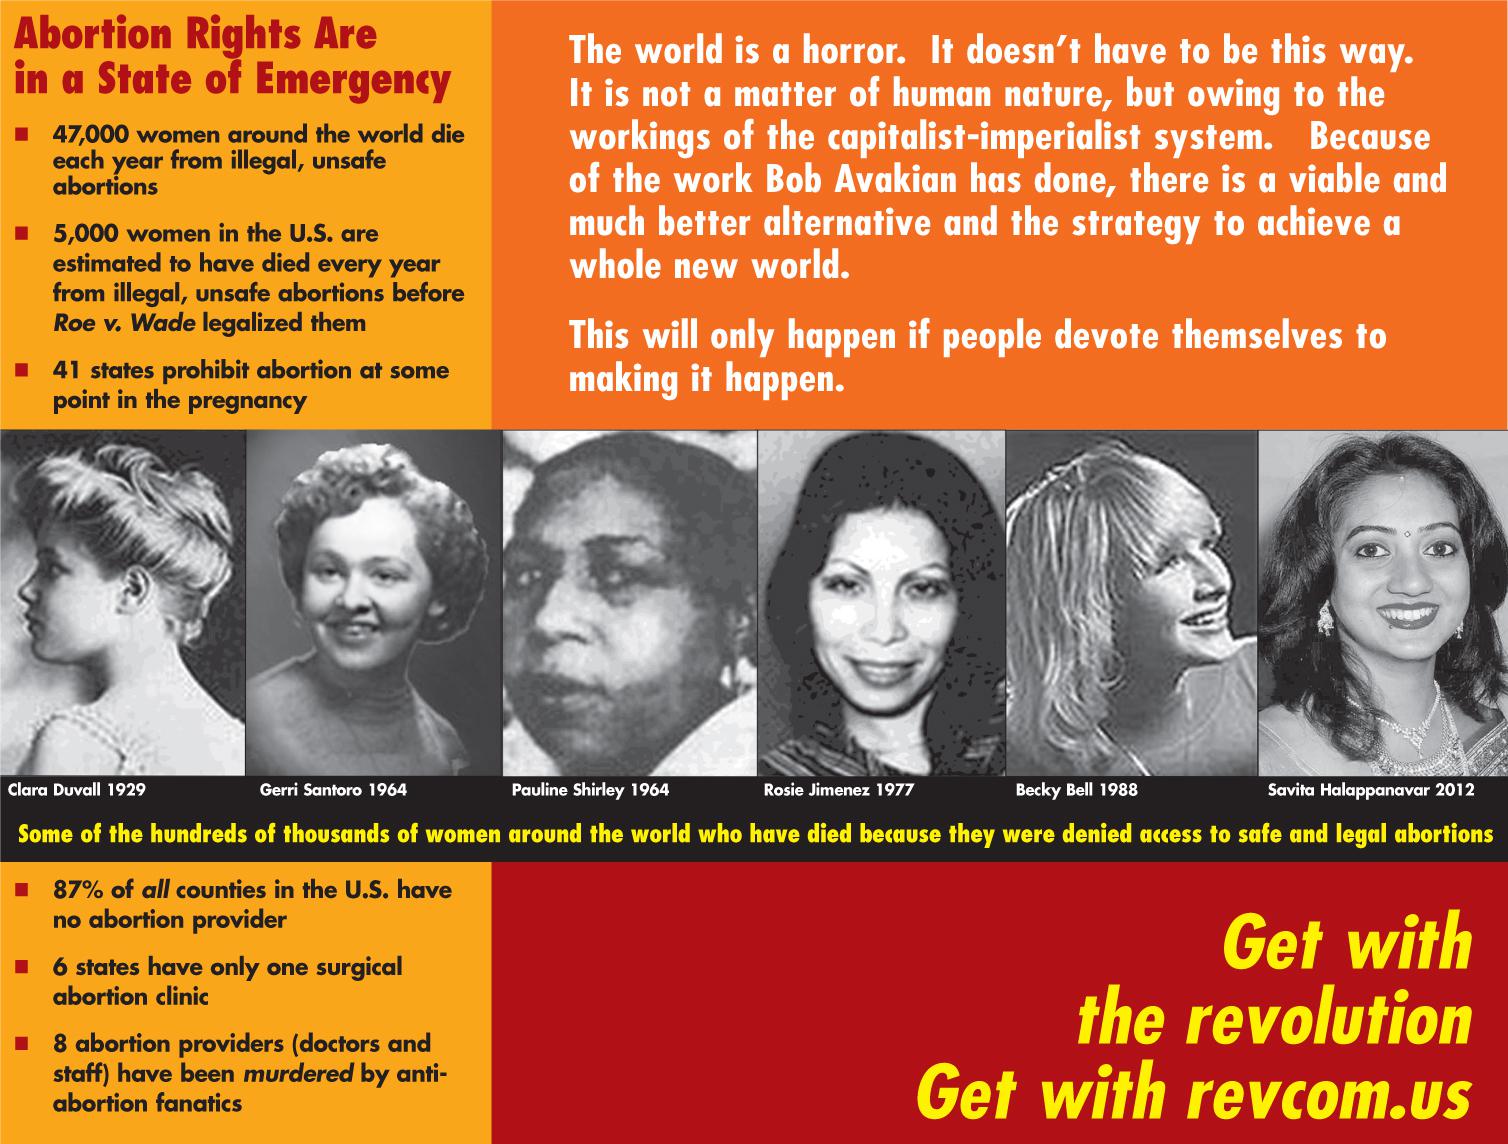 Abortion Rights Are
in a State of Emergency
■ 47,000 women around the world die
each year from illegal, unsafe
abortions
■ 5,000 women in the U.S. are
estimated to have died every year
from illegal, unsafe abortions before
Roe v. Wade legalized them
■ 41 states prohibit abortion at some
point in the pregnancy
The world is a horror. It doesn't have to be this way.
It is not a matter of human nature, but owing to the
workings of the capitalist-imperialist system. Because
of the work Bob Avakian has done, there is a viable and
much better alternative and the strategy to achieve a
whole new world.
This will only happen if people devote themselves to
making it happen.
Clara Duvall 1929
Gerri Santoro 1964
Pauline Shirley 1964
Rosie Jimenez 1977
Becky Bell 1988
Savita Halappanavar 2012
Some of the hundreds of thousands of women around the world who have died because they were denied access to safe and legal abortions
■ 87% of all counties in the U.S. have
no abortion provider
■ 6 states have only one surgical
abortion clinic
■ 8 abortion providers (doctors and
staff) have been murdered by anti-
abortion fanatics
Get with
the revolution
Get with revcom.us